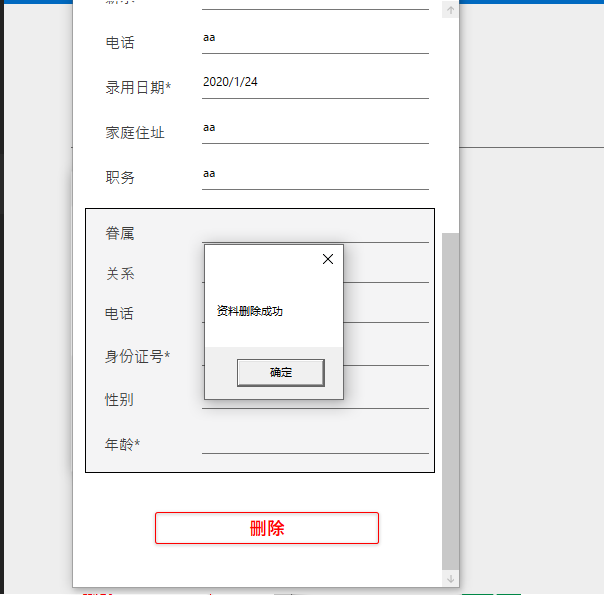 电话 aa
录用日期* 2020/1/24
家庭住址 aa
职务 aa
眷属
关系
电话
身份证号*
性别
年龄*
资料删除成功
确定
删除